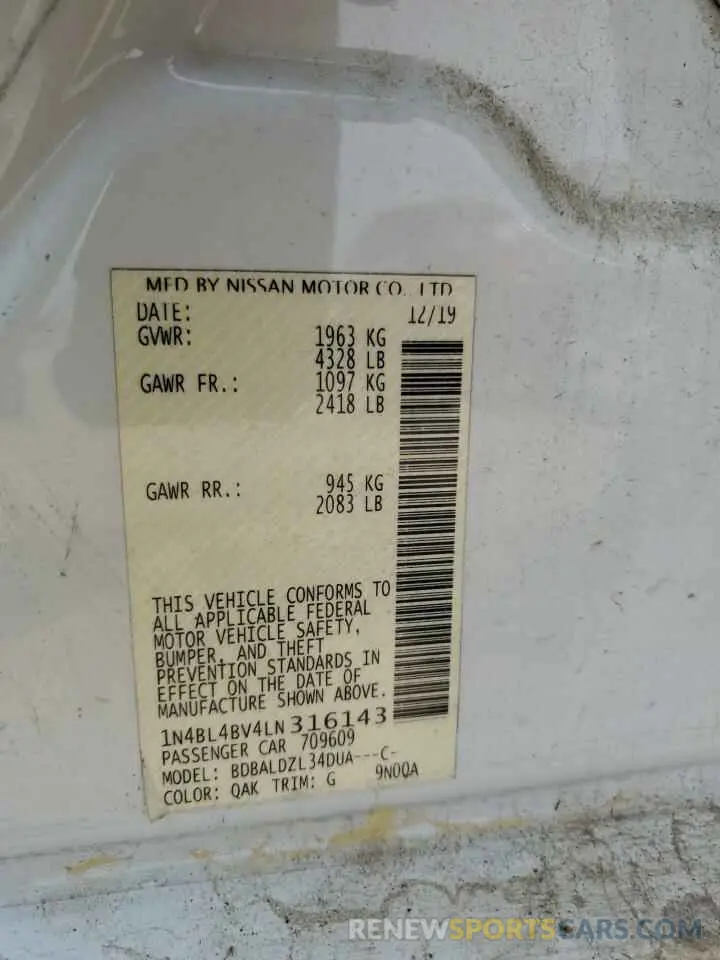 MFD BY NISSAN MOTOR CO., LTD
DATE: 12/19
GVWR: 1963 KG
4328 LB
GAWR FR.: 1097 KG
2418 LB
GAWR RR.: 945 KG
2083 LB
THIS VEHICLE CONFORMS TO
ALL APPLICABLE FEDERAL
MOTOR VEHICLE SAFETY,
BUMPER, AND THEFT
PREVENTION STANDARDS IN
EFFECT ON THE DATE OF
MANUFACTURE SHOWN ABOVE.
1N4BL4BV4LN316143
PASSENGER CAR 709609
MODEL: BDBALDZL34DUA---C-
COLOR: QAK TRIM: G 9N0QA
RENEWSPORTSCARS.COM